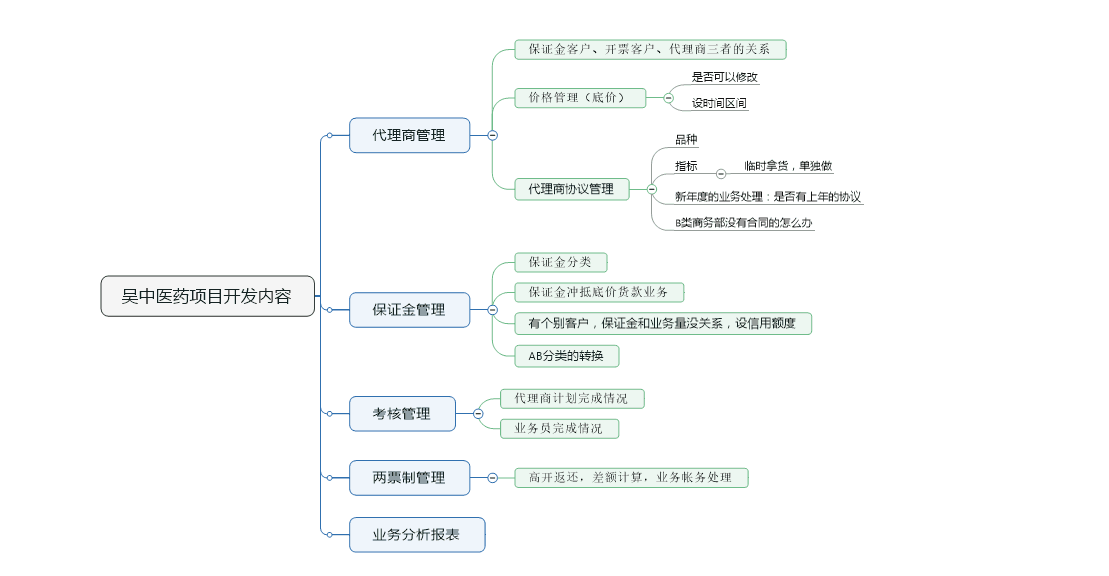 吴中医药项目开发内容
代理商管理
保证金客户、开票客户、代理商三者的关系
价格管理（底价）
是否可以修改
设时间区间
代理商协议管理
品种
指标
临时拿货，单独做
新年度的业务处理：是否有上年的协议
B类商务部没有合同的怎么办
保证金管理
保证金分类
保证金冲抵底价货款业务
有个别客户，保证金和业务量没关系，设信用额度
AB分类的转换
考核管理
代理商计划完成情况
业务员完成情况
两票制管理
高开返还，差额计算，业务帐务处理
业务分析报表